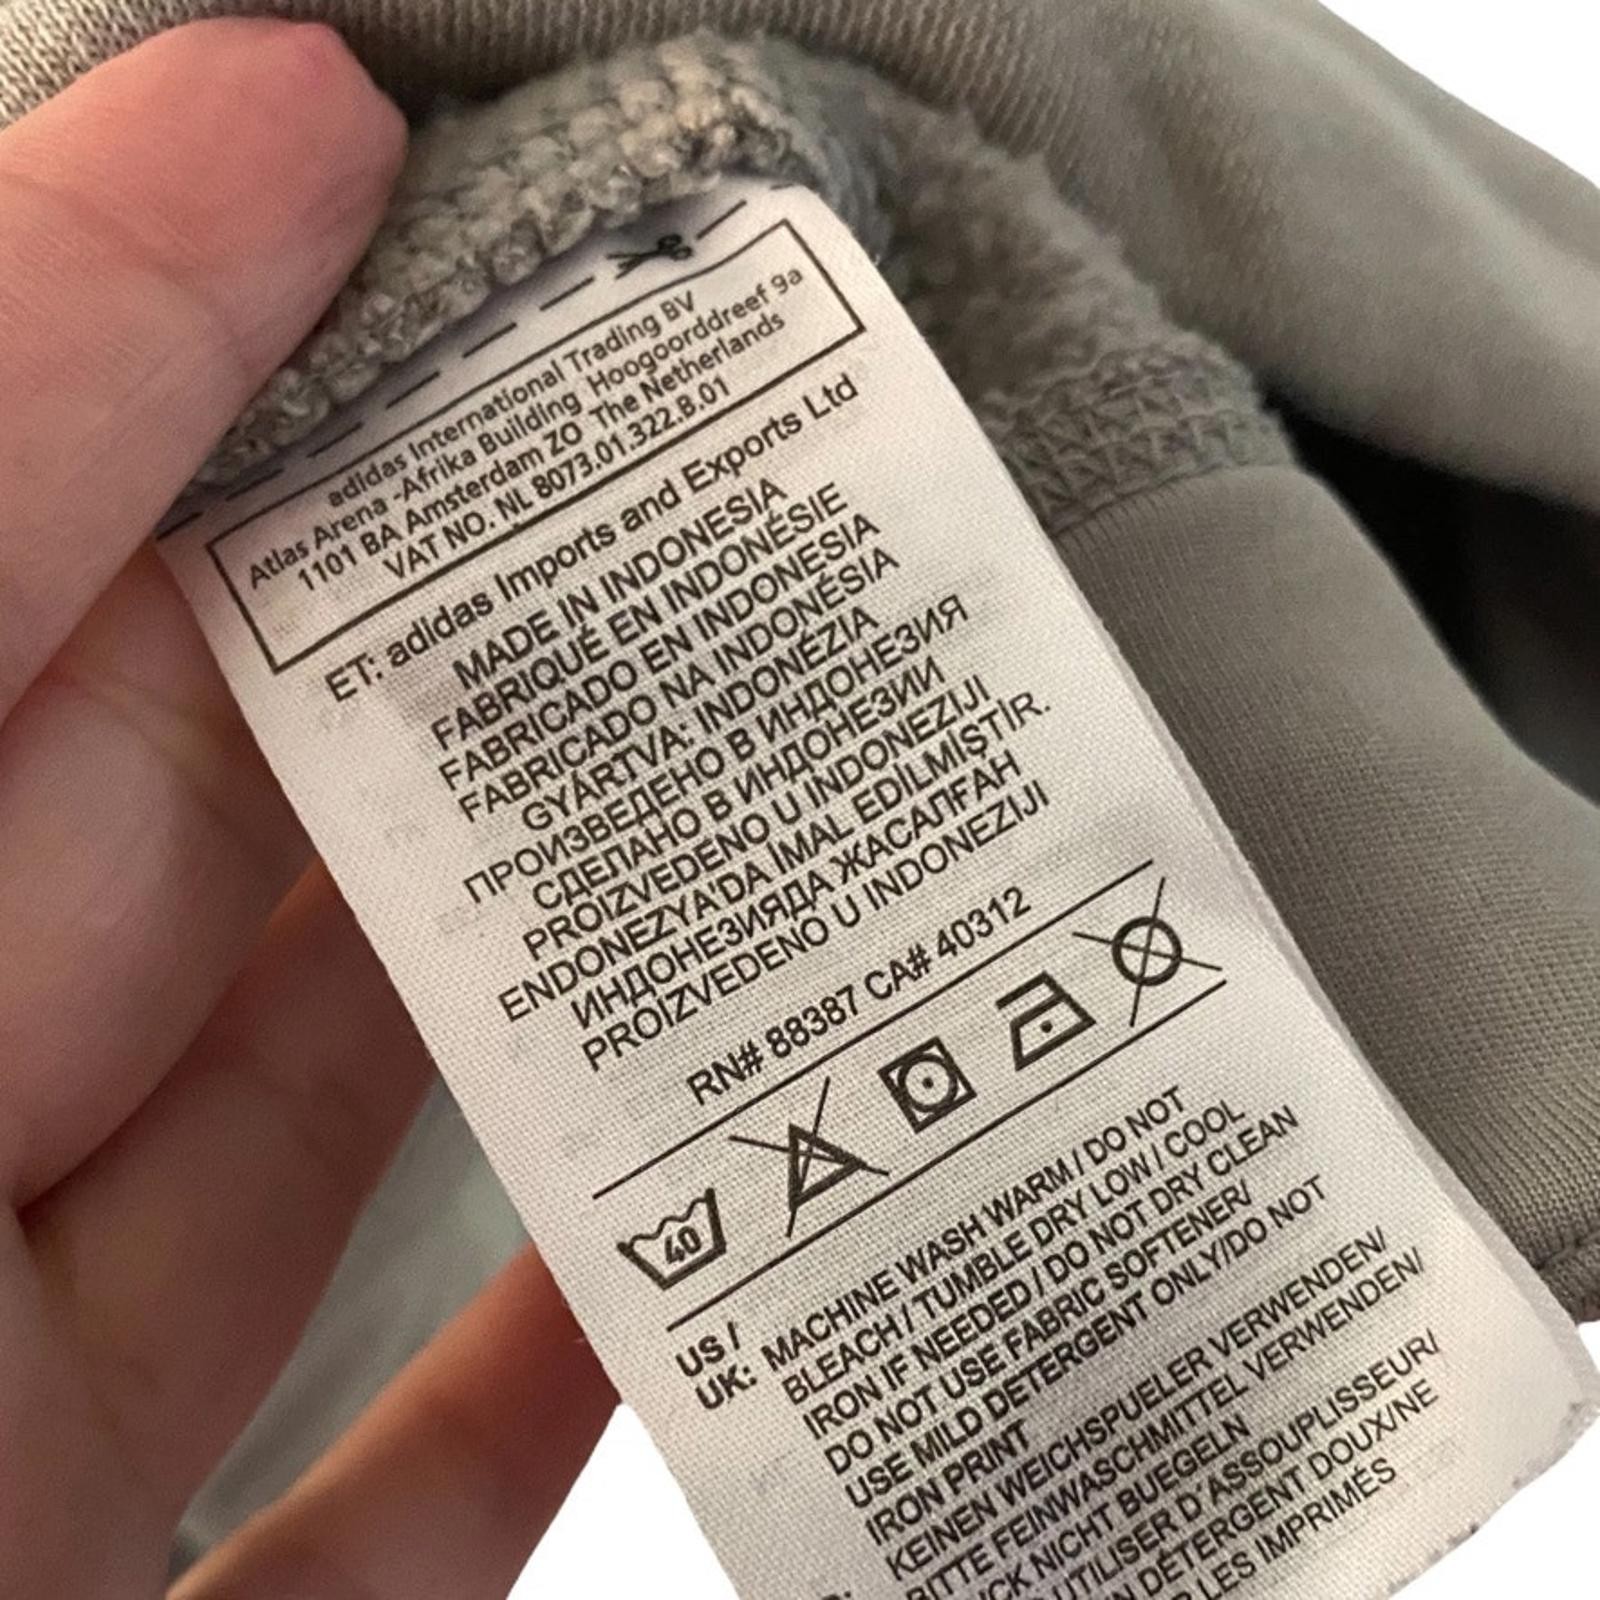 adidas International Trading BV
Atlas Arena -Afrika Building Hoogoorddreef 9a
1101 BA Amsterdam ZO The Netherlands
VAT NO. NL 8073.01.322.B.01
ET: adidas Imports and Exports Ltd
MADE IN INDONESIA
FABRIQUÉ EN INDONÉSIE
FABRICADO EN INDONESIA
FABRICADO NA INDONÉSIA
GYÁRTVA: INDONÉZIA
ПРОИЗВЕДЕНО В ИНДОНЕЗИЯ
СДЕЛАНО В ИНДОНЕЗИИ
PROIZVEDENO U INDONEZIJI
ENDONEZYA'DA İMAL EDİLMİŞTİR.
ИНДОНЕЗИЯДА ЖАСАЛҒАН
PROIZVEDENO U INDONEZIJI
RN# 88387 CA# 40312
40
US / UK: MACHINE WASH WARM / DO NOT
BLEACH / TUMBLE DRY LOW / COOL
IRON IF NEEDED / DO NOT DRY CLEAN
DO NOT USE FABRIC SOFTENER/
USE MILD DETERGENT ONLY/DO NOT
IRON PRINT
KEINEN WEICHSPUELER VERWENDEN/
BITTE FEINWASCHMITTEL VERWENDEN/
NICHT BUEGELN
UTILISER D'ASSOUPLISSEUR/
DÉTERGENT DOUX/NE
LES IMPRIMÉS